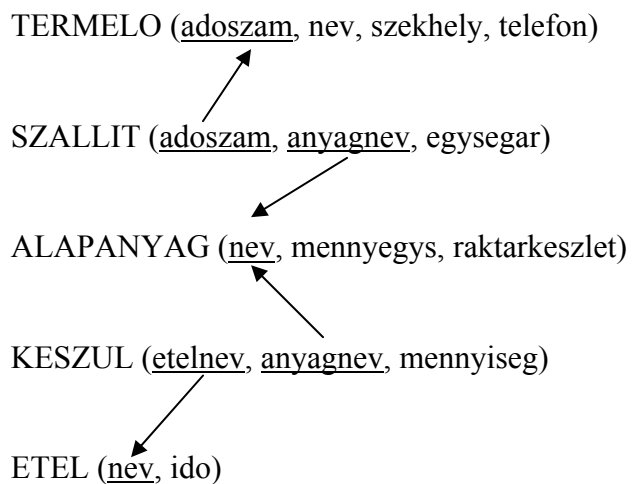 TERMELO (adoszam, nev, szekhely, telefon)
SZALLIT (adoszam, anyagnev, egysegar)
ALAPANYAG (nev, mennyegys, raktarkeszlet)
KESZUL (etelnev, anyagnev, mennyiseg)
ETEL (nev, ido)